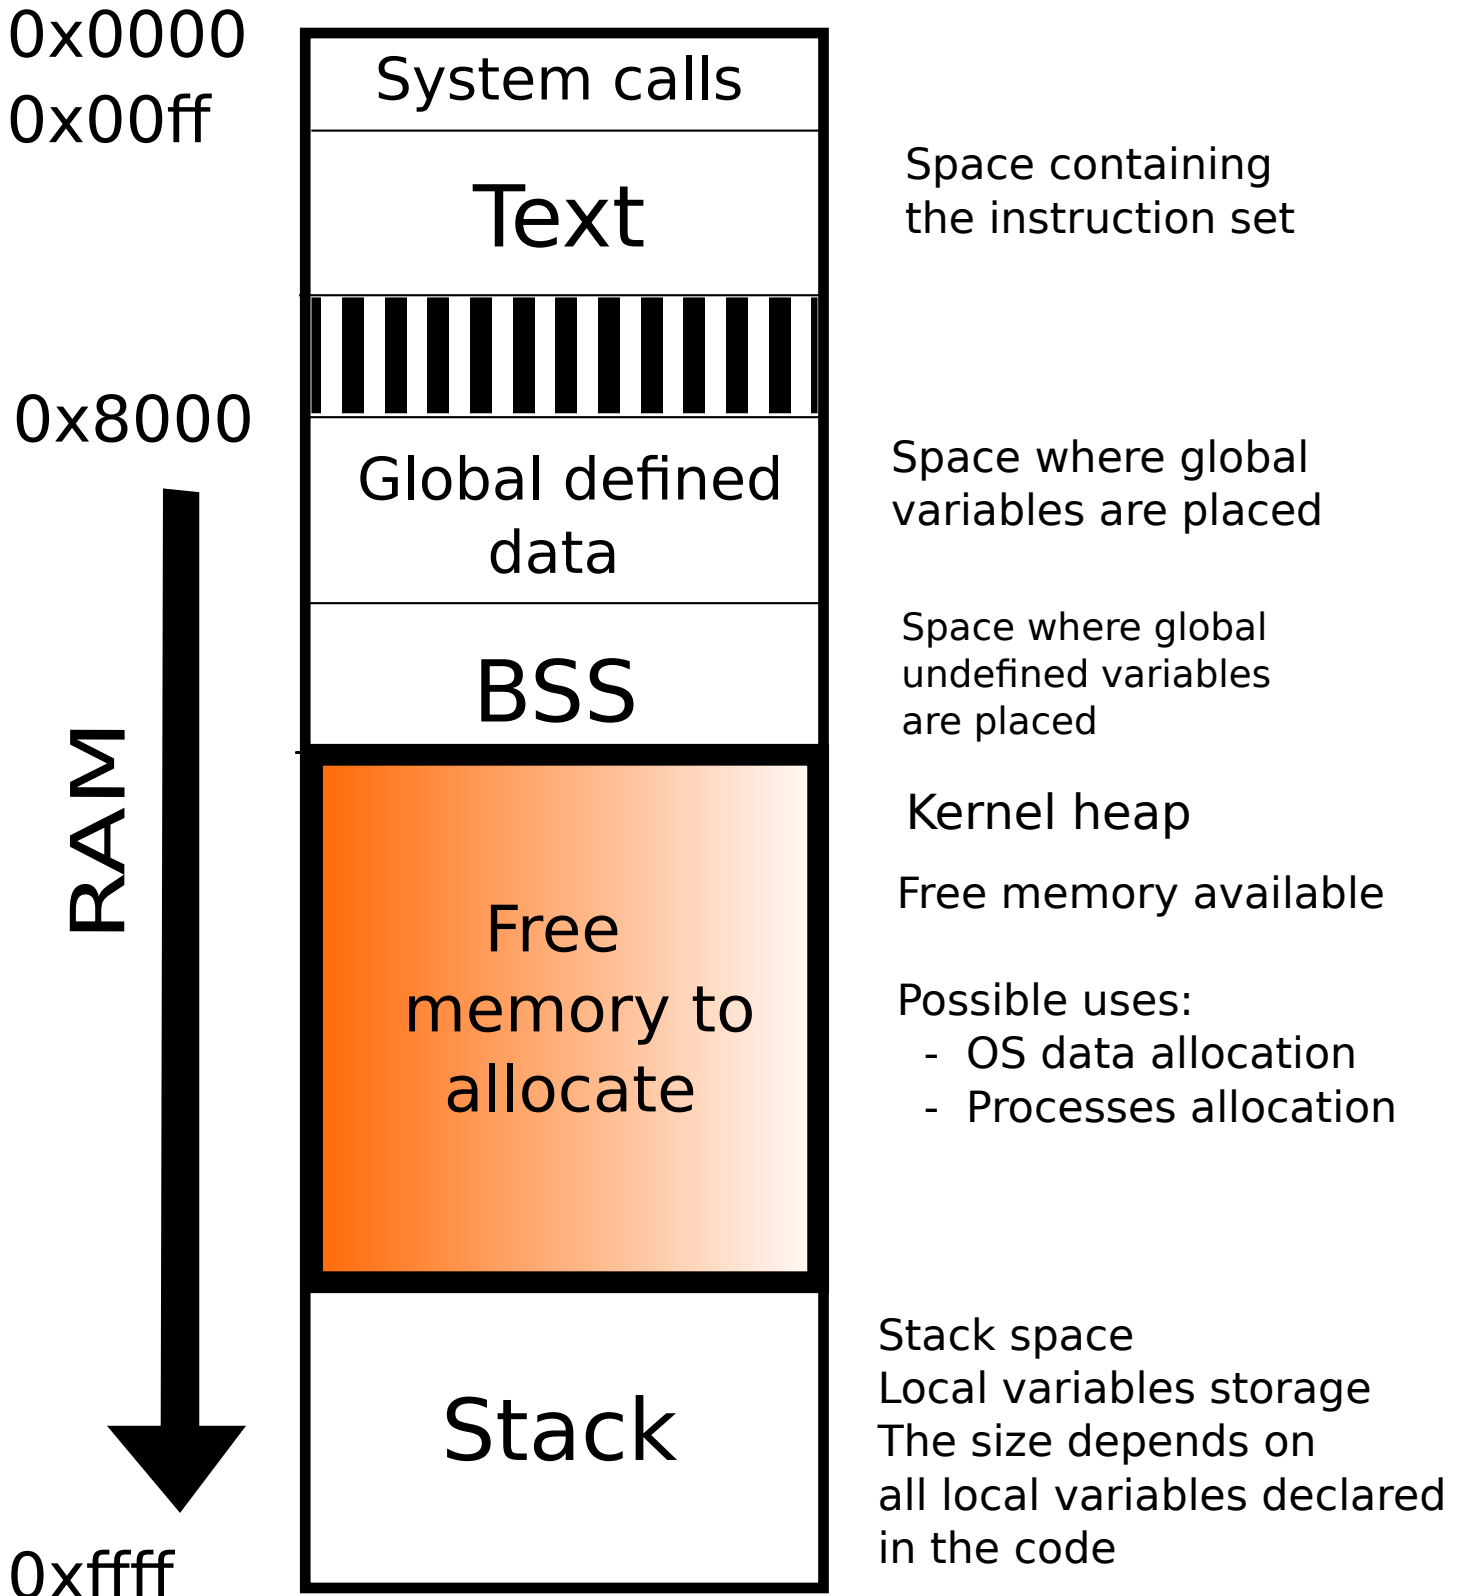 0x0000
System calls
0x00ff
Text
Space containing
the instruction set
0x8000
Global defined
data
Space where global
variables are placed
BSS
Space where global
undefined variables
are placed
RAM
Kernel heap
Free memory available
Free
memory to
allocate
Possible uses:
- OS data allocation
- Processes allocation
Stack
Stack space
Local variables storage
The size depends on
all local variables declared
in the code
0xffff